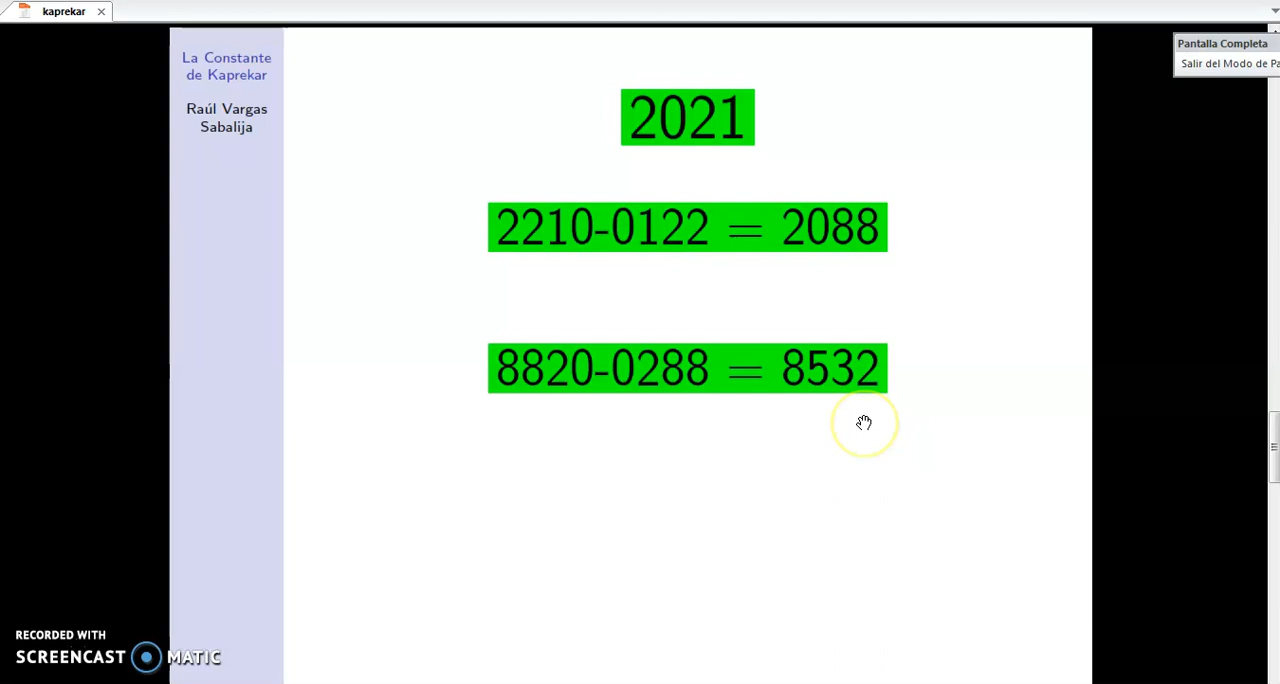 kaprekar
Pantalla Completa
Salir del Modo de Pa
La Constante
de Kaprekar
Raúl Vargas
Sabalija
2021
2210-0122 = 2088
8820-0288 = 8532
RECORDED WITH
SCREENCAST MATIC